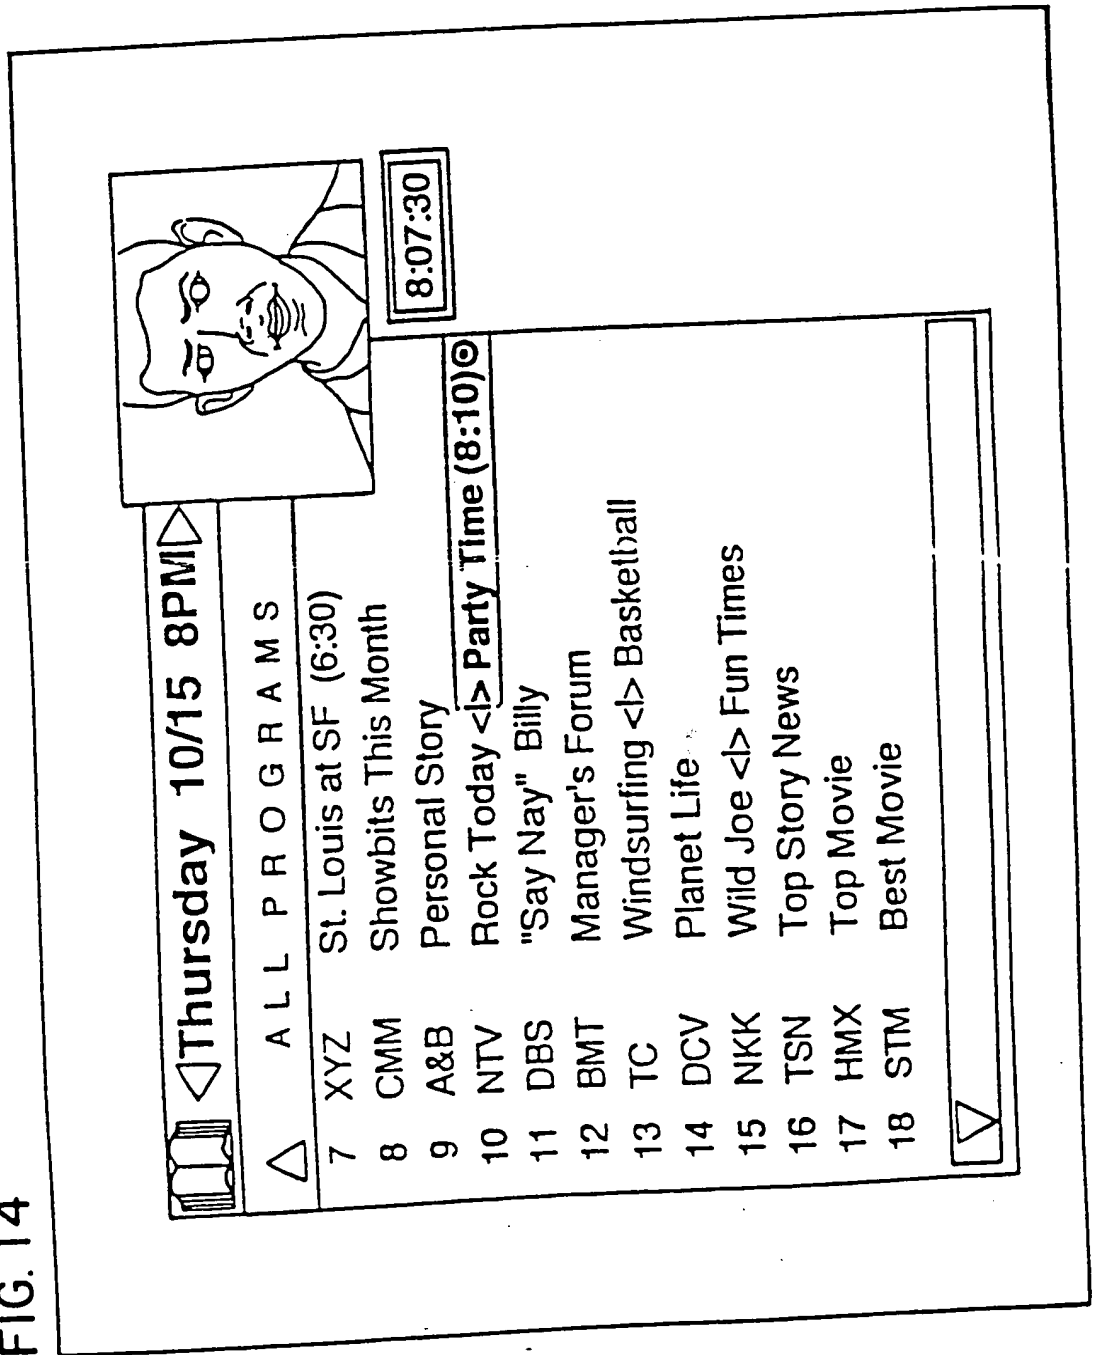 FIG. 14
Thursday 10/15 8PM
ALL PROGRAMS
8:07:30
7 XYZ St. Louis at SF (6:30)
8 CMM Showbits This Month
9 A&B Personal Story
10 NTV Rock Today <I> Party Time (8:10)
11 DBS "Say Nay" Billy
12 BMT Manager's Forum
13 TC Windsurfing <I> Basketball
14 DCV Planet Life
15 NKK Wild Joe <I> Fun Times
16 TSN Top Story News
17 HMX Top Movie
18 STM Best Movie